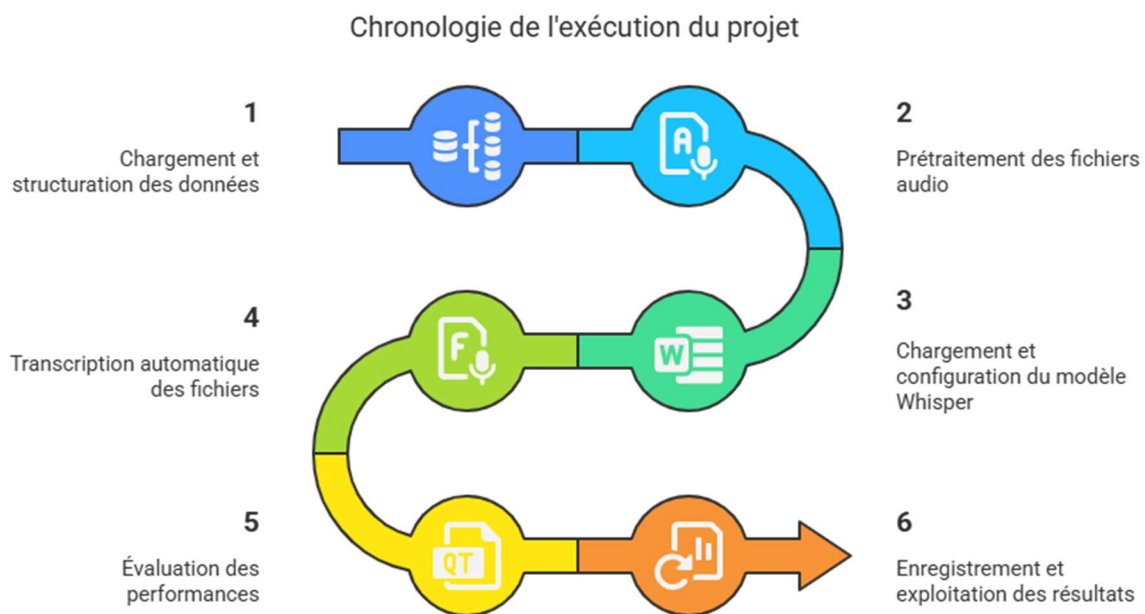 Chronologie de l'exécution du projet
1
Chargement et
structuration des données
A
2
Prétraitement des fichiers
audio
W
3
Chargement et
configuration du modèle
Whisper
4
Transcription automatique
des fichiers
F
5
Évaluation des
performances
QT
6
Enregistrement et
exploitation des résultats